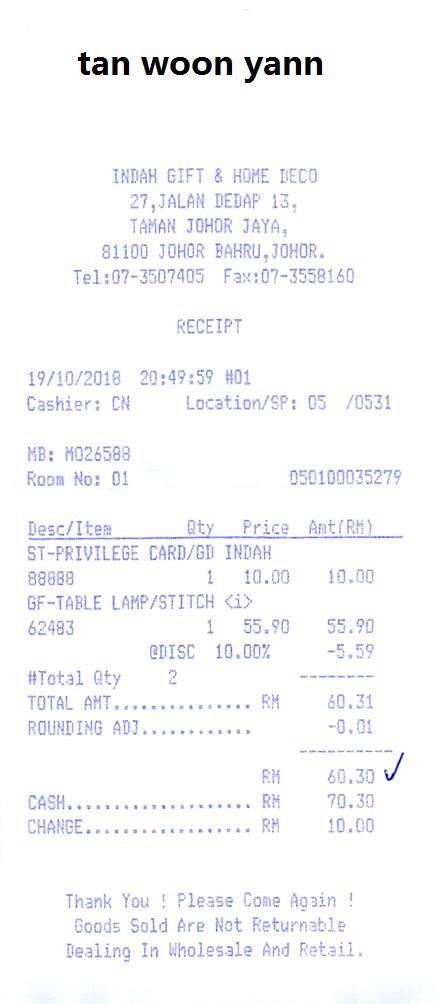 tan woon yann
INDAH GIFT & HOME DECO
27,JALAN DEDAP 13,
TAMAN JOHOR JAYA,
81100 JOHOR BAHRU,JOHOR.
Tel:07-3507405 Fax:07-3558160
RECEIPT
19/10/2018 20:49:59 #01
Cashier: CN Location/SP: 05 /0531
MB: M026588
Room No: 01 050100035279
Desc/Item Qty Price Amt(RM)
ST-PRIVILEGE CARD/GD INDAH
88888 1 10.00 10.00
GF-TABLE LAMP/STITCH <i>
62483 1 55.90 55.90
@DISC 10.00% -5.59
#Total Qty 2 --------
TOTAL AMT............... RM 60.31
ROUNDING ADJ............ -0.01
----------
RM 60.30
CASH.................... RM 70.30
CHANGE.................. RM 10.00
Thank You ! Please Come Again !
Goods Sold Are Not Returnable
Dealing In Wholesale And Retail.